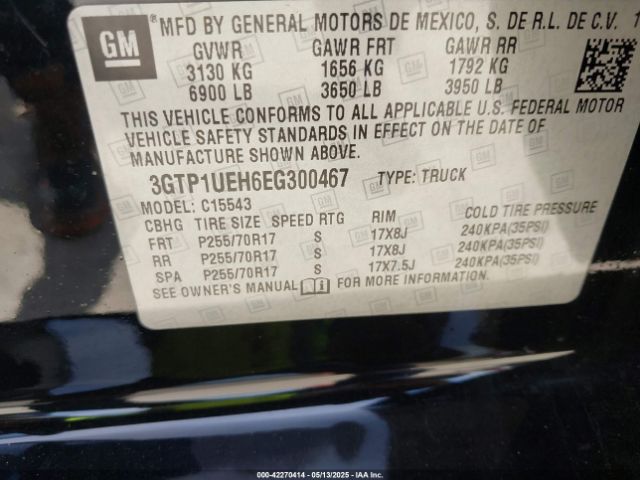 GM
MFD BY GENERAL MOTORS DE MEXICO, S. DE R.L. DE C.V.
GVWR GAWR FRT GAWR RR
3130 KG 1656 KG 1792 KG
6900 LB 3650 LB 3950 LB
THIS VEHICLE CONFORMS TO ALL APPLICABLE U.S. FEDERAL MOTOR
VEHICLE SAFETY STANDARDS IN EFFECT ON THE DATE OF
MANUFACTURE SHOWN ABOVE.
3GTP1UEH6EG300467 TYPE: TRUCK
MODEL: C15543
CBHG TIRE SIZE SPEED RTG RIM COLD TIRE PRESSURE
FRT P255/70R17 S 17X8J 240KPA(35PSI)
RR P255/70R17 S 17X8J 240KPA(35PSI)
SPA P255/70R17 S 17X7.5J 240KPA(35PSI)
SEE OWNER'S MANUAL FOR MORE INFORMATION.
000-42270414 - 05/13/2025 - IAAI.COM